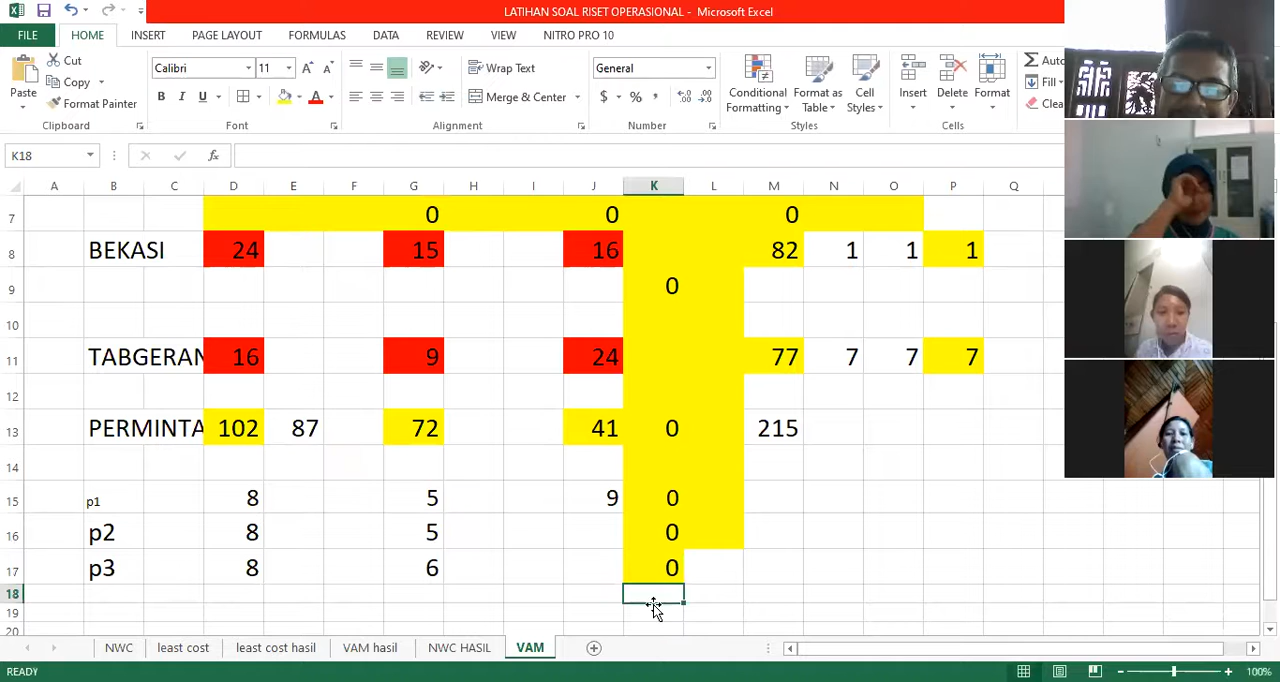 LATIHAN SOAL RISET OPERASIONAL - Microsoft Excel
FILE HOME INSERT PAGE LAYOUT FORMULAS DATA REVIEW VIEW NITRO PRO 10
Cut
Copy
Format Painter
Paste
Clipboard
Calibri 11
B I U
Font
Wrap Text
Merge & Center
Alignment
General
$ %
Number
Conditional Formatting
Format as Table
Cell Styles
Styles
Insert Delete Format
Cells
Auto
Fill
Clea
K18
A B C D E F G H I J K L M N O P Q
7 0 0 0
8 BEKASI 24 15 16 82 1 1 1
9 0
10
11 TABGERAN 16 9 24 77 7 7 7
12
13 PERMINTA 102 87 72 41 0 215
14
15 p1 8 5 9 0
16 p2 8 5 0
17 p3 8 6 0
18
19
20
NWC least cost least cost hasil VAM hasil NWC HASIL VAM
READY 100%